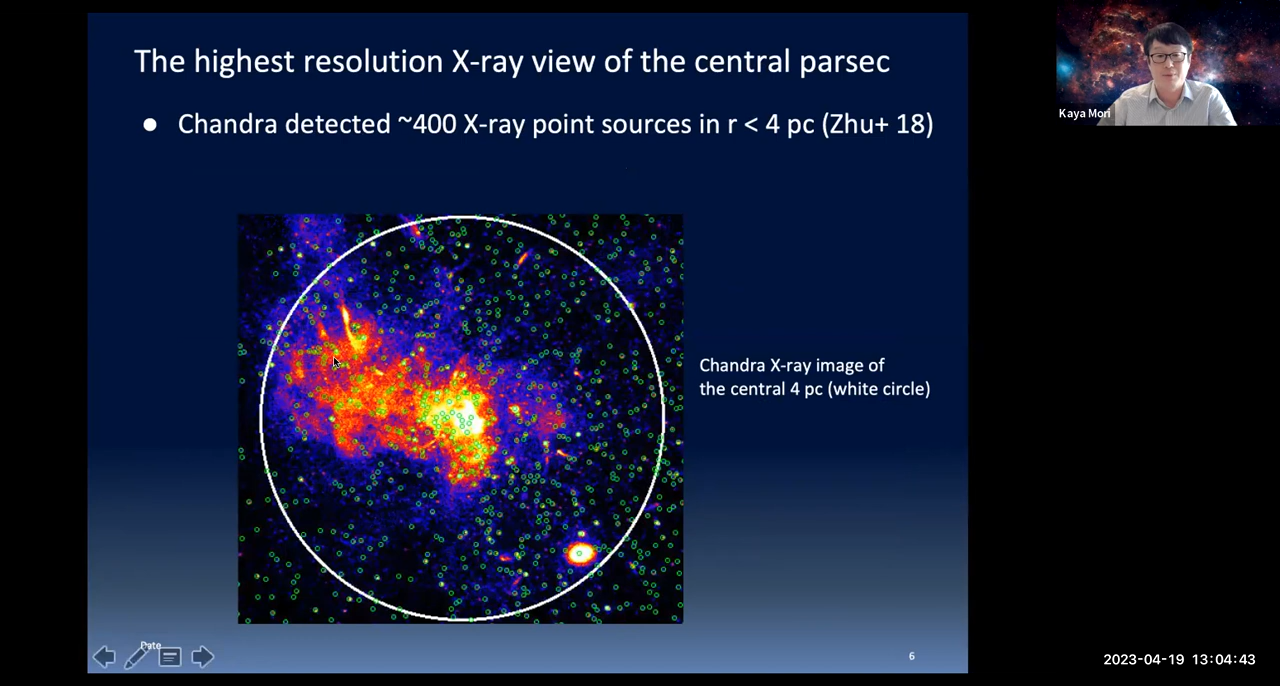 The highest resolution X-ray view of the central parsec
● Chandra detected ~400 X-ray point sources in r < 4 pc (Zhu+ 18)
Kaya Mori
Chandra X-ray image of
the central 4 pc (white circle)
Date
6
2023-04-19 13:04:43